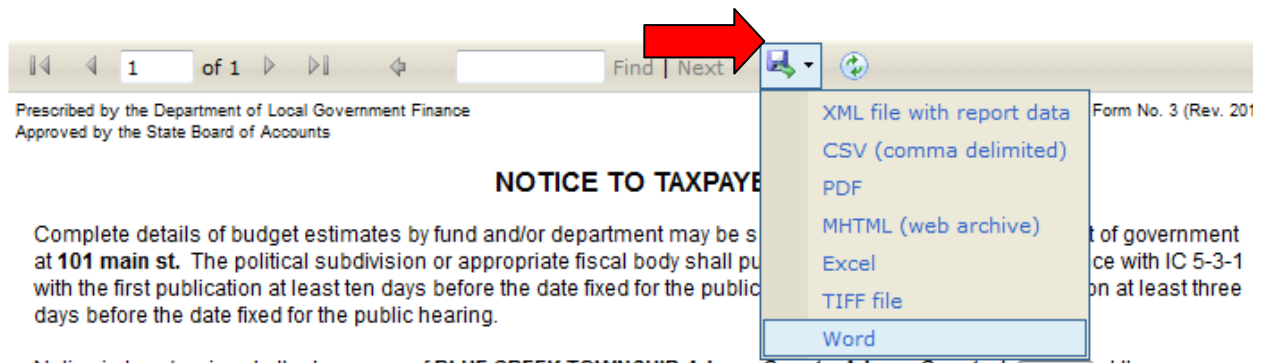 1 of 1 Find | Next
Prescribed by the Department of Local Government Finance
Approved by the State Board of Accounts
Form No. 3 (Rev. 201
XML file with report data
CSV (comma delimited)
PDF
MHTML (web archive)
Excel
TIFF file
Word
NOTICE TO TAXPAYE
Complete details of budget estimates by fund and/or department may be s t of government
at 101 main st. The political subdivision or appropriate fiscal body shall pu ce with IC 5-3-1
with the first publication at least ten days before the date fixed for the public on at least three
days before the date fixed for the public hearing.